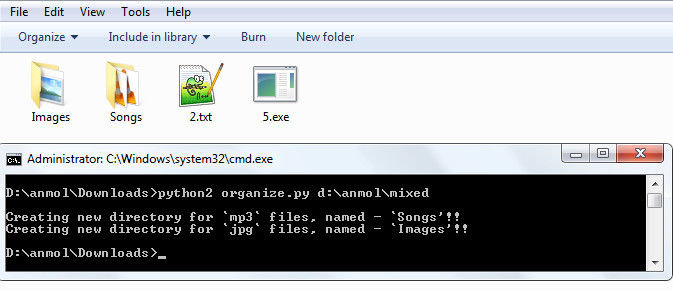 File Edit View Tools Help
Organize Include in library Burn New folder
Images Songs 2.txt 5.exe
Administrator: C:\Windows\system32\cmd.exe
D:\anmol\Downloads>python2 organize.py d:\anmol\mixed
Creating new directory for `mp3` files, named - `Songs'!!
Creating new directory for `jpg` files, named - `Images'!!
D:\anmol\Downloads>_